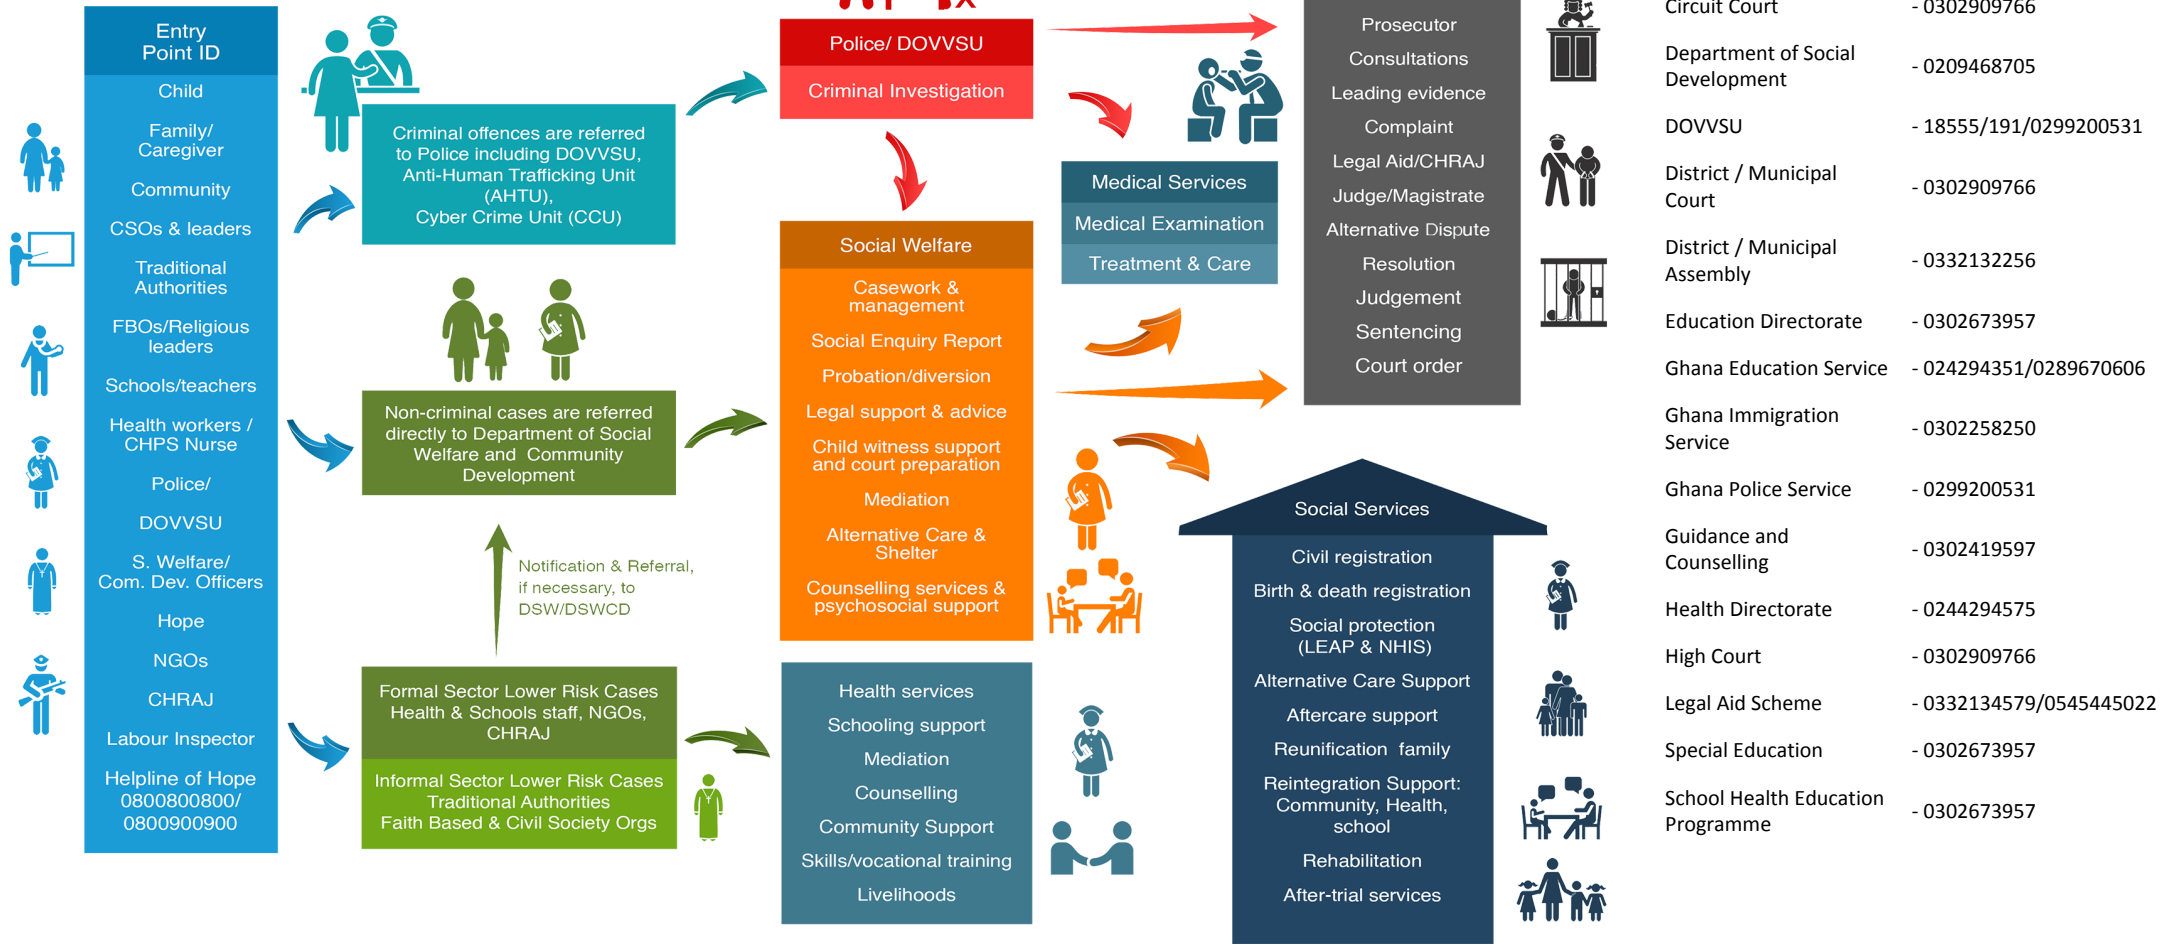 Entry
Point ID
Child
Family/
Caregiver
Community
CSOs & leaders
Traditional
Authorities
FBOs/Religious
leaders
Schools/teachers
Health workers /
CHPS Nurse
Police/
DOVVSU
S. Welfare/
Com. Dev. Officers
Hope
NGOs
CHRAJ
Labour Inspector
Helpline of Hope
0800800800/
0800900900
Criminal offences are referred
to Police including DOVVSU,
Anti-Human Trafficking Unit
(AHTU),
Cyber Crime Unit (CCU)
Non-criminal cases are referred
directly to Department of Social
Welfare and Community
Development
Notification & Referral,
if necessary, to
DSW/DSWCD
Formal Sector Lower Risk Cases
Health & Schools staff, NGOs,
CHRAJ
Informal Sector Lower Risk Cases
Traditional Authorities
Faith Based & Civil Society Orgs
Police/ DOVVSU
Criminal Investigation
Social Welfare
Casework &
management
Social Enquiry Report
Probation/diversion
Legal support & advice
Child witness support
and court preparation
Mediation
Alternative Care &
Shelter
Counselling services &
psychosocial support
Health services
Schooling support
Mediation
Counselling
Community Support
Skills/vocational training
Livelihoods
Medical Services
Medical Examination
Treatment & Care
Prosecutor
Consultations
Leading evidence
Complaint
Legal Aid/CHRAJ
Judge/Magistrate
Alternative Dispute
Resolution
Judgement
Sentencing
Court order
Social Services
Civil registration
Birth & death registration
Social protection
(LEAP & NHIS)
Alternative Care Support
Aftercare support
Reunification family
Reintegration Support:
Community, Health,
school
Rehabilitation
After-trial services
Circuit Court - 0302909766
Department of Social
Development - 0209468705
DOVVSU - 18555/191/0299200531
District / Municipal
Court - 0302909766
District / Municipal
Assembly - 0332132256
Education Directorate - 0302673957
Ghana Education Service - 024294351/0289670606
Ghana Immigration
Service - 0302258250
Ghana Police Service - 0299200531
Guidance and
Counselling - 0302419597
Health Directorate - 0244294575
High Court - 0302909766
Legal Aid Scheme - 0332134579/0545445022
Special Education - 0302673957
School Health Education
Programme - 0302673957